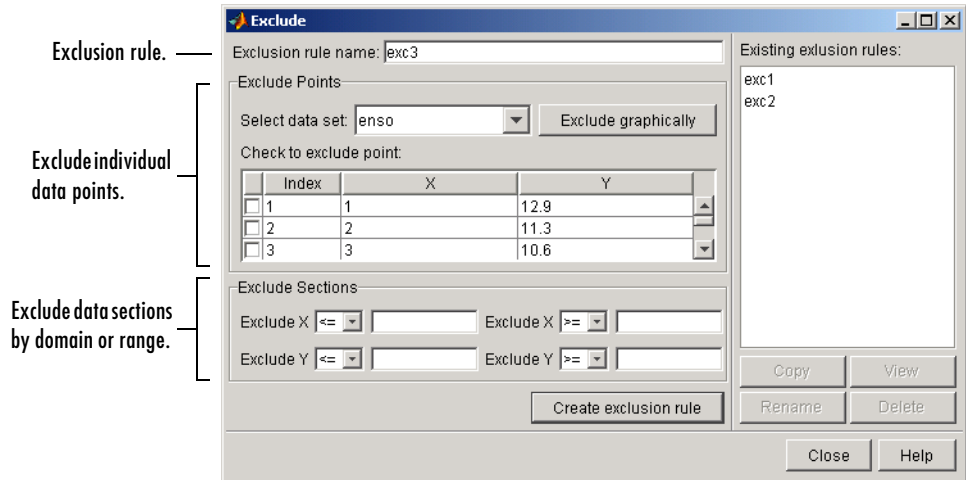 Exclude
Exclusion rule.
Exclusion rule name: exc3
Existing exlusion rules:
exc1
exc2
Exclude individual
data points.
Exclude Points
Select data set: enso
Exclude graphically
Check to exclude point:
Index X Y
1 1 12.9
2 2 11.3
3 3 10.6
Exclude data sections
by domain or range.
Exclude Sections
Exclude X <= Exclude X >=
Exclude Y <= Exclude Y >=
Create exclusion rule
Copy View
Rename Delete
Close Help